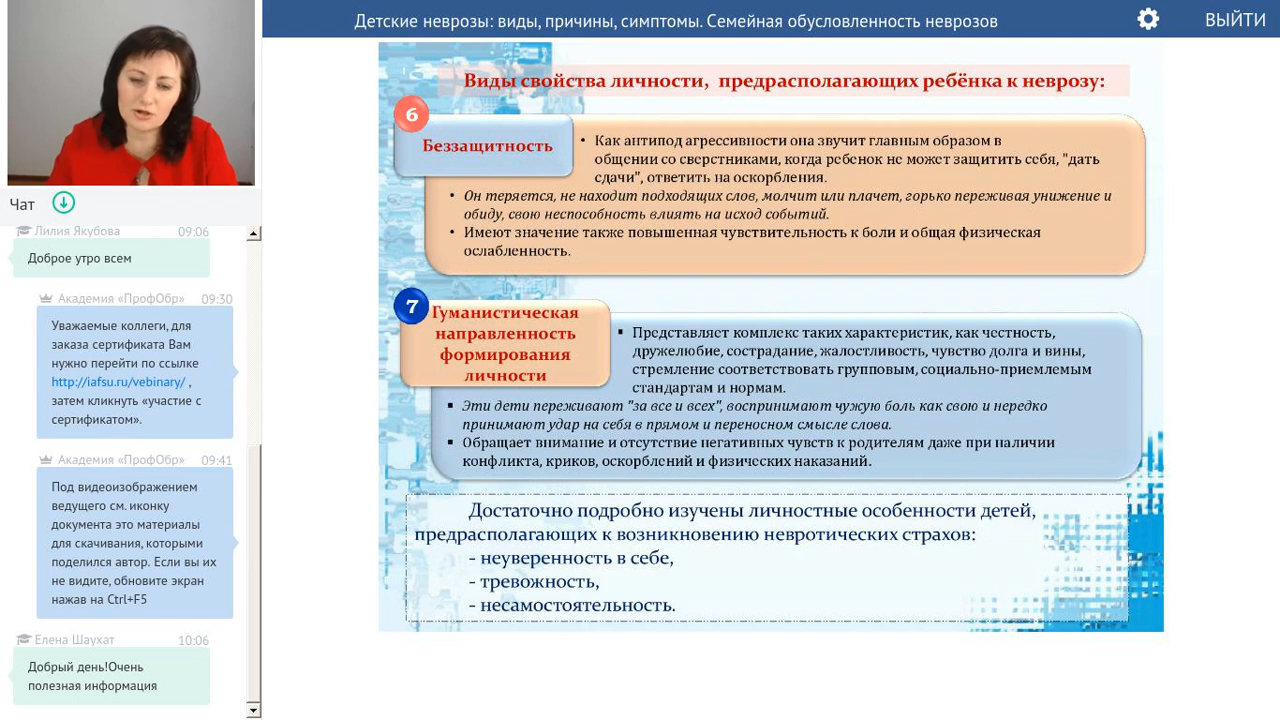 Детские неврозы: виды, причины, симптомы. Семейная обусловленность неврозов
ВЫЙТИ
Чат
Лилия Якубова 09:06
Доброе утро всем
Академия «ПрофОбр» 09:30
Уважаемые коллеги, для
заказа сертификата Вам
нужно перейти по ссылке
http://iafsu.ru/vebinary/ ,
затем кликнуть «участие с
сертификатом».
Академия «ПрофОбр» 09:41
Под видеоизображением
ведущего см. иконку
документа это материалы
для скачивания, которыми
поделился автор. Если вы их
не видите, обновите экран
нажав на Ctrl+F5
Елена Шаухат 10:06
Добрый день!Очень
полезная информация
Виды свойства личности, предрасполагающих ребёнка к неврозу:
6
Беззащитность
• Как антипод агрессивности она звучит главным образом в
общении со сверстниками, когда ребенок не может защитить себя, "дать
сдачи", ответить на оскорбления.
• Он теряется, не находит подходящих слов, молчит или плачет, горько переживая унижение и
обиду, свою неспособность влиять на исход событий.
• Имеют значение также повышенная чувствительность к боли и общая физическая
ослабленность.
7
Гуманистическая
направленность
формирования
личности
▪ Представляет комплекс таких характеристик, как честность,
дружелюбие, сострадание, жалостливость, чувство долга и вины,
стремление соответствовать групповым, социально-приемлемым
стандартам и нормам.
▪ Эти дети переживают "за все и всех", воспринимают чужую боль как свою и нередко
принимают удар на себя в прямом и переносном смысле слова.
▪ Обращает внимание и отсутствие негативных чувств к родителям даже при наличии
конфликта, криков, оскорблений и физических наказаний.
Достаточно подробно изучены личностные особенности детей,
предрасполагающих к возникновению невротических страхов:
- неуверенность в себе,
- тревожность,
- несамостоятельность.